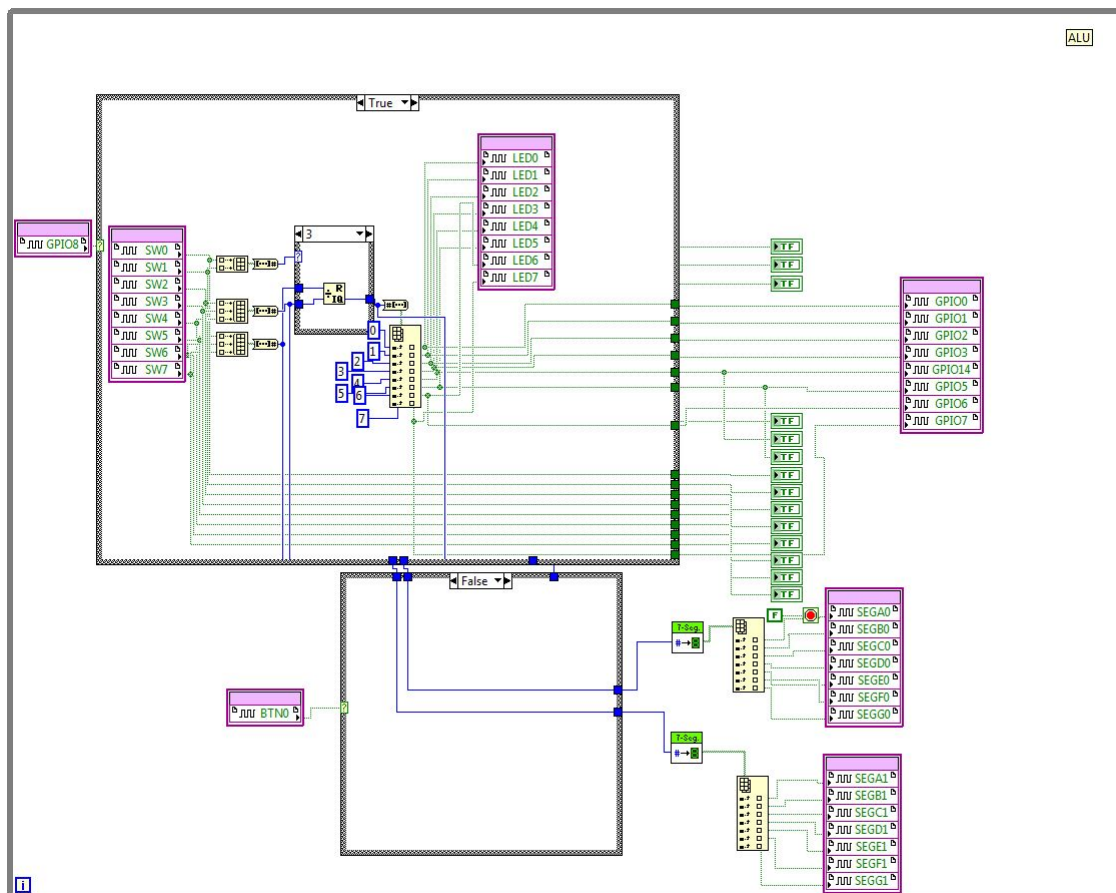 ALU
True
LED0
LED1
LED2
LED3
LED4
LED5
LED6
LED7
GPIO8
?
SW0
SW1
SW2
SW3
SW4
SW5
SW6
SW7
3
?
R
IQ
0
1
2
3
4
5
6
7
TF
TF
TF
GPIO0
GPIO1
GPIO2
GPIO3
GPIO14
GPIO5
GPIO6
GPIO7
TF
TF
TF
TF
TF
TF
TF
TF
TF
TF
TF
False
BTN0
?
7-Seg.
#
F
SEGA0
SEGB0
SEGC0
SEGD0
SEGE0
SEGF0
SEGG0
7-Seg.
#
SEGA1
SEGB1
SEGC1
SEGD1
SEGE1
SEGF1
SEGG1
i